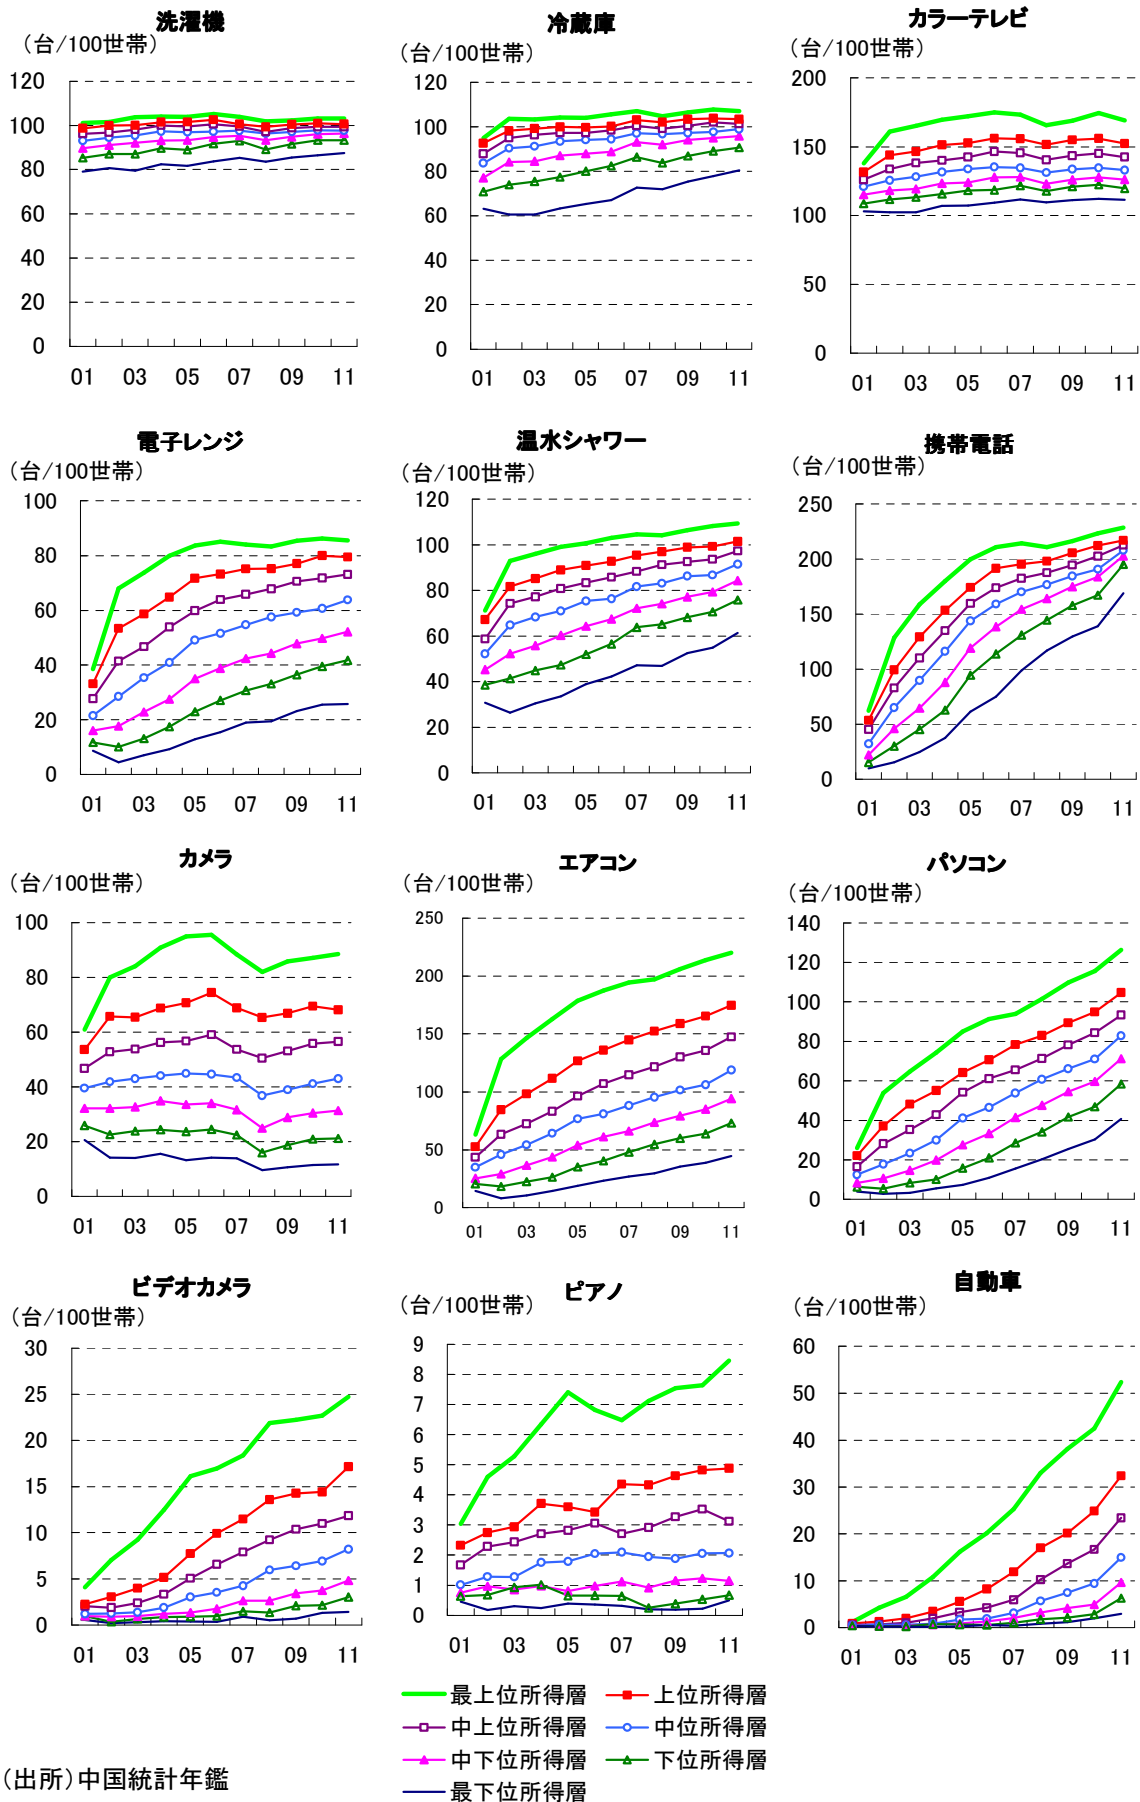 洗濯機
(台/100世帯)
120
100
80
60
40
20
0
01 03 05 07 09 11
冷蔵庫
(台/100世帯)
120
100
80
60
40
20
0
01 03 05 07 09 11
カラーテレビ
(台/100世帯)
200
150
100
50
0
01 03 05 07 09 11
電子レンジ
(台/100世帯)
100
80
60
40
20
0
01 03 05 07 09 11
温水シャワー
(台/100世帯)
120
100
80
60
40
20
0
01 03 05 07 09 11
携帯電話
(台/100世帯)
250
200
150
100
50
0
01 03 05 07 09 11
カメラ
(台/100世帯)
100
80
60
40
20
0
01 03 05 07 09 11
エアコン
(台/100世帯)
250
200
150
100
50
0
01 03 05 07 09 11
パソコン
(台/100世帯)
140
120
100
80
60
40
20
0
01 03 05 07 09 11
ビデオカメラ
(台/100世帯)
30
25
20
15
10
5
0
01 03 05 07 09 11
ピアノ
(台/100世帯)
9
8
7
6
5
4
3
2
1
0
01 03 05 07 09 11
自動車
(台/100世帯)
60
50
40
30
20
10
0
01 03 05 07 09 11
最上位所得層 上位所得層
中上位所得層 中位所得層
中下位所得層 下位所得層
最下位所得層
(出所)中国統計年鑑